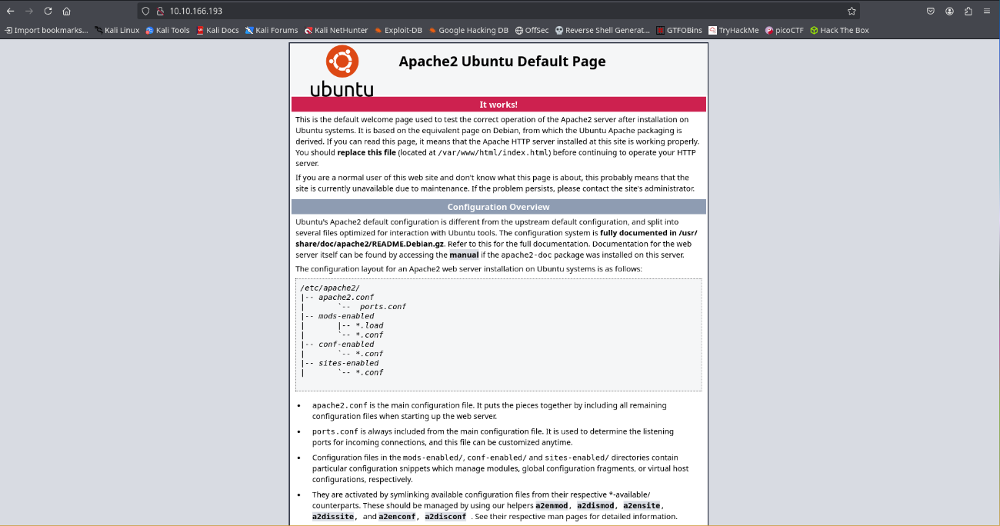 10.10.166.193
Import bookmarks... Kali Linux Kali Tools Kali Docs Kali Forums Kali NetHunter Exploit-DB Google Hacking DB OffSec Reverse Shell Generat... GTFOBins TryHackMe picoCTF Hack The Box
ubuntu
Apache2 Ubuntu Default Page
It works!
This is the default welcome page used to test the correct operation of the Apache2 server after installation on
Ubuntu systems. It is based on the equivalent page on Debian, from which the Ubuntu Apache packaging is
derived. If you can read this page, it means that the Apache HTTP server installed at this site is working properly.
You should replace this file (located at /var/www/html/index.html) before continuing to operate your HTTP
server.
If you are a normal user of this web site and don't know what this page is about, this probably means that the
site is currently unavailable due to maintenance. If the problem persists, please contact the site's administrator.
Configuration Overview
Ubuntu's Apache2 default configuration is different from the upstream default configuration, and split into
several files optimized for interaction with Ubuntu tools. The configuration system is fully documented in /usr/
share/doc/apache2/README.Debian.gz. Refer to this for the full documentation. Documentation for the web
server itself can be found by accessing the manual if the apache2-doc package was installed on this server.
The configuration layout for an Apache2 web server installation on Ubuntu systems is as follows:
/etc/apache2/
|-- apache2.conf
|       `--  ports.conf
|-- mods-enabled
|       |-- *.load
|       `-- *.conf
|-- conf-enabled
|       `-- *.conf
|-- sites-enabled
|       `-- *.conf
• apache2.conf is the main configuration file. It puts the pieces together by including all remaining
configuration files when starting up the web server.
• ports.conf is always included from the main configuration file. It is used to determine the listening
ports for incoming connections, and this file can be customized anytime.
• Configuration files in the mods-enabled/, conf-enabled/ and sites-enabled/ directories contain
particular configuration snippets which manage modules, global configuration fragments, or virtual host
configurations, respectively.
• They are activated by symlinking available configuration files from their respective *-available/
counterparts. These should be managed by using our helpers a2enmod, a2dismod, a2ensite,
a2dissite, and a2enconf, a2disconf . See their respective man pages for detailed information.